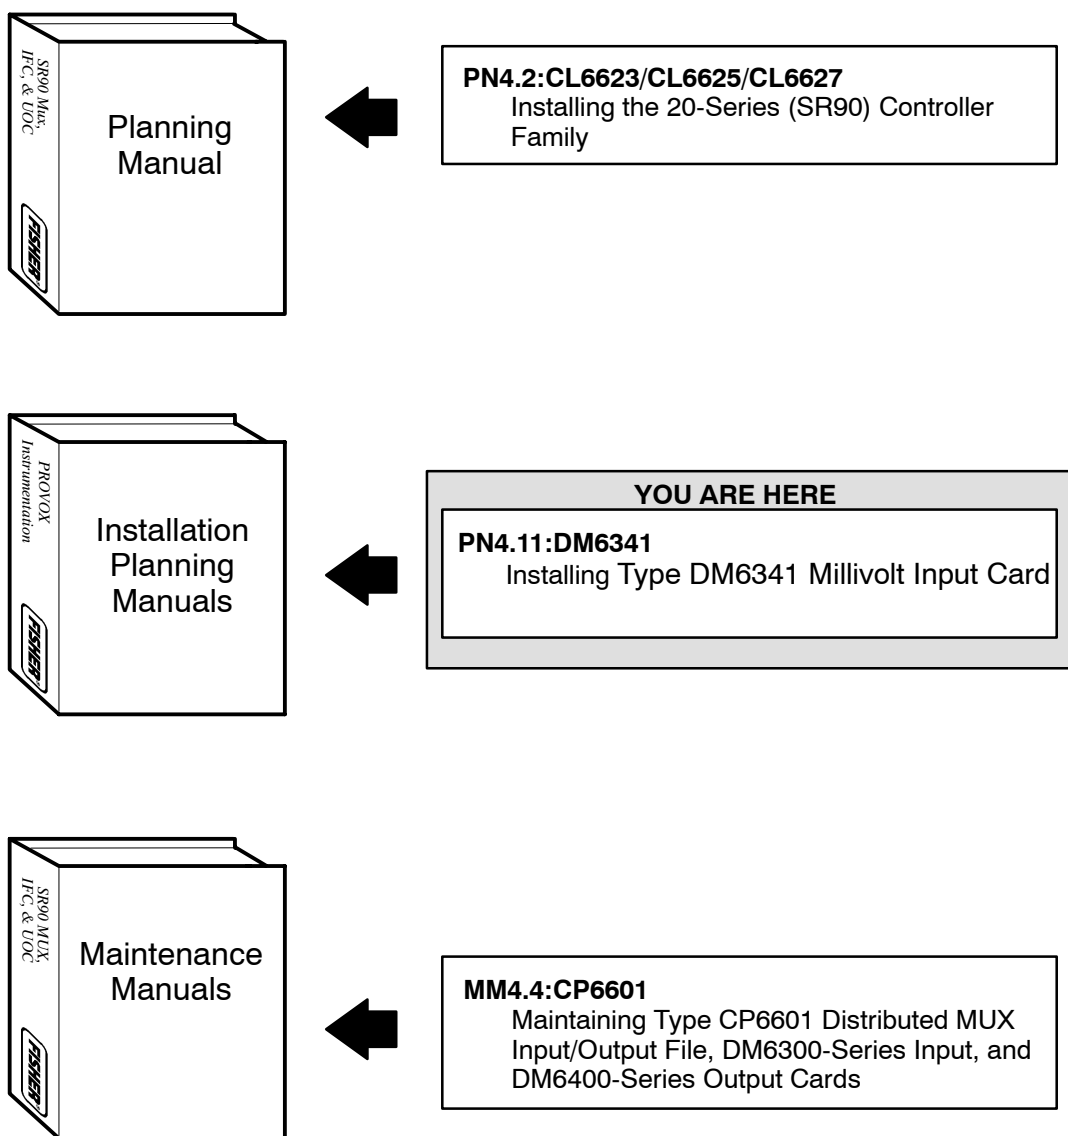 SR90 Mux,
IFC, & UOC
FISHER
Planning
Manual
PN4.2:CL6623/CL6625/CL6627
Installing the 20-Series (SR90) Controller
Family
PROVOX
Instrumentation
FISHER
Installation
Planning
Manuals
YOU ARE HERE
PN4.11:DM6341
Installing Type DM6341 Millivolt Input Card
SR90 MUX,
IFC, & UOC
FISHER
Maintenance
Manuals
MM4.4:CP6601
Maintaining Type CP6601 Distributed MUX
Input/Output File, DM6300-Series Input, and
DM6400-Series Output Cards